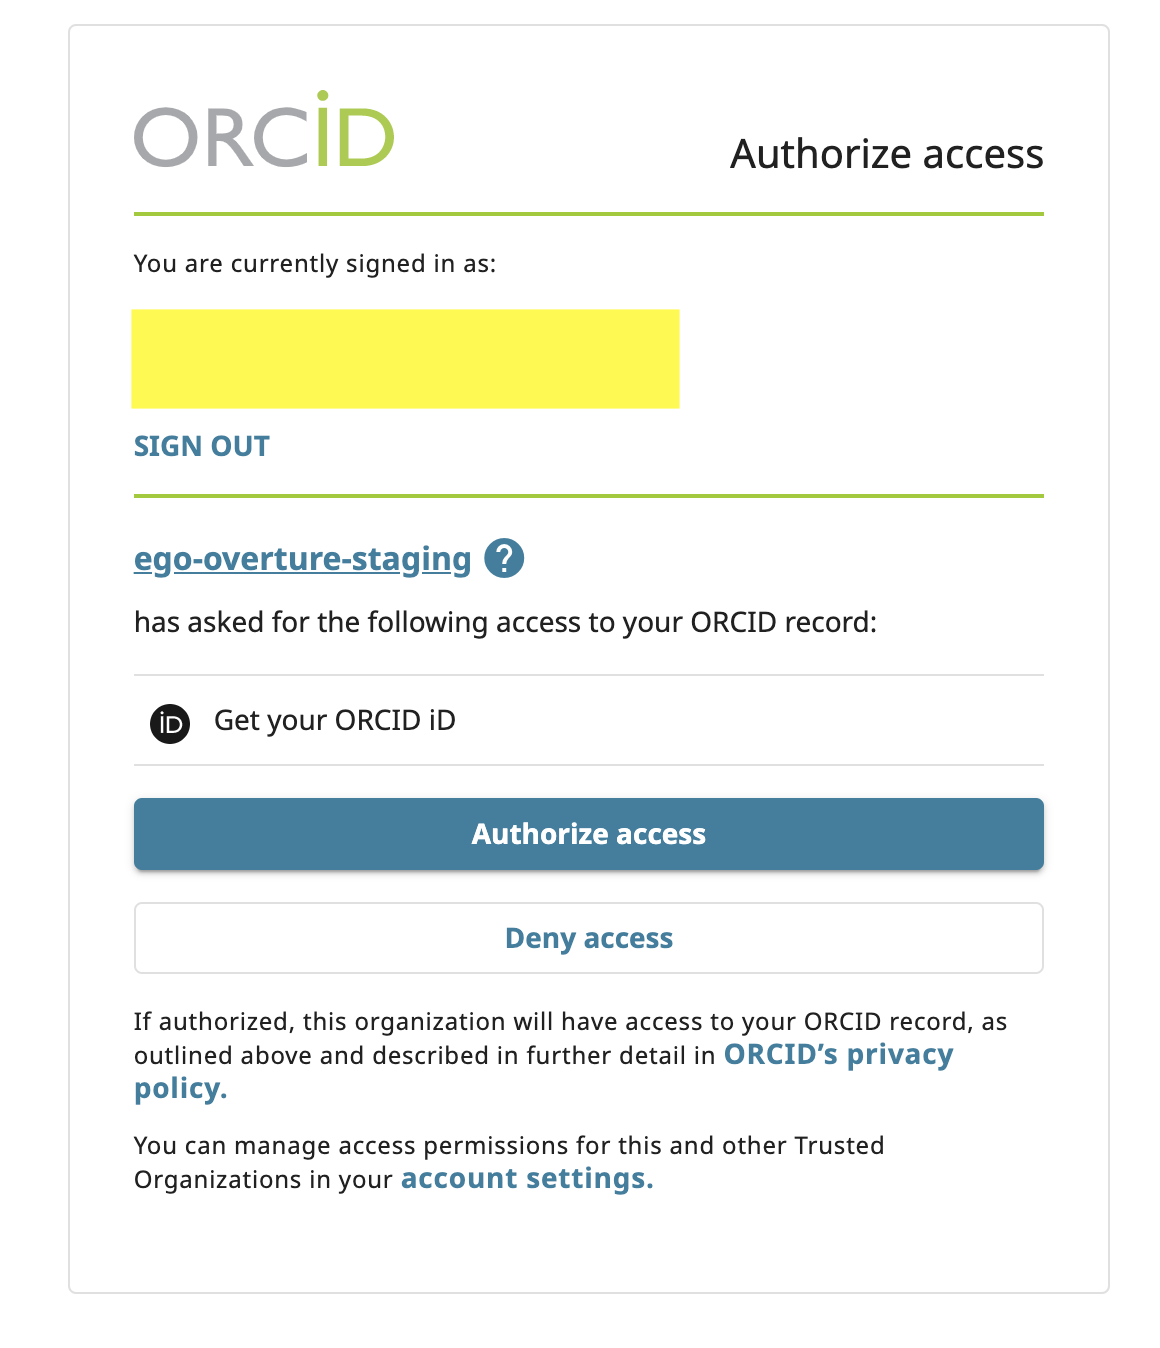 ORCID
Authorize access
You are currently signed in as:
SIGN OUT
ego-overture-staging ?
has asked for the following access to your ORCID record:
iD Get your ORCID iD
Authorize access
Deny access
If authorized, this organization will have access to your ORCID record, as
outlined above and described in further detail in ORCID’s privacy
policy.
You can manage access permissions for this and other Trusted
Organizations in your account settings.